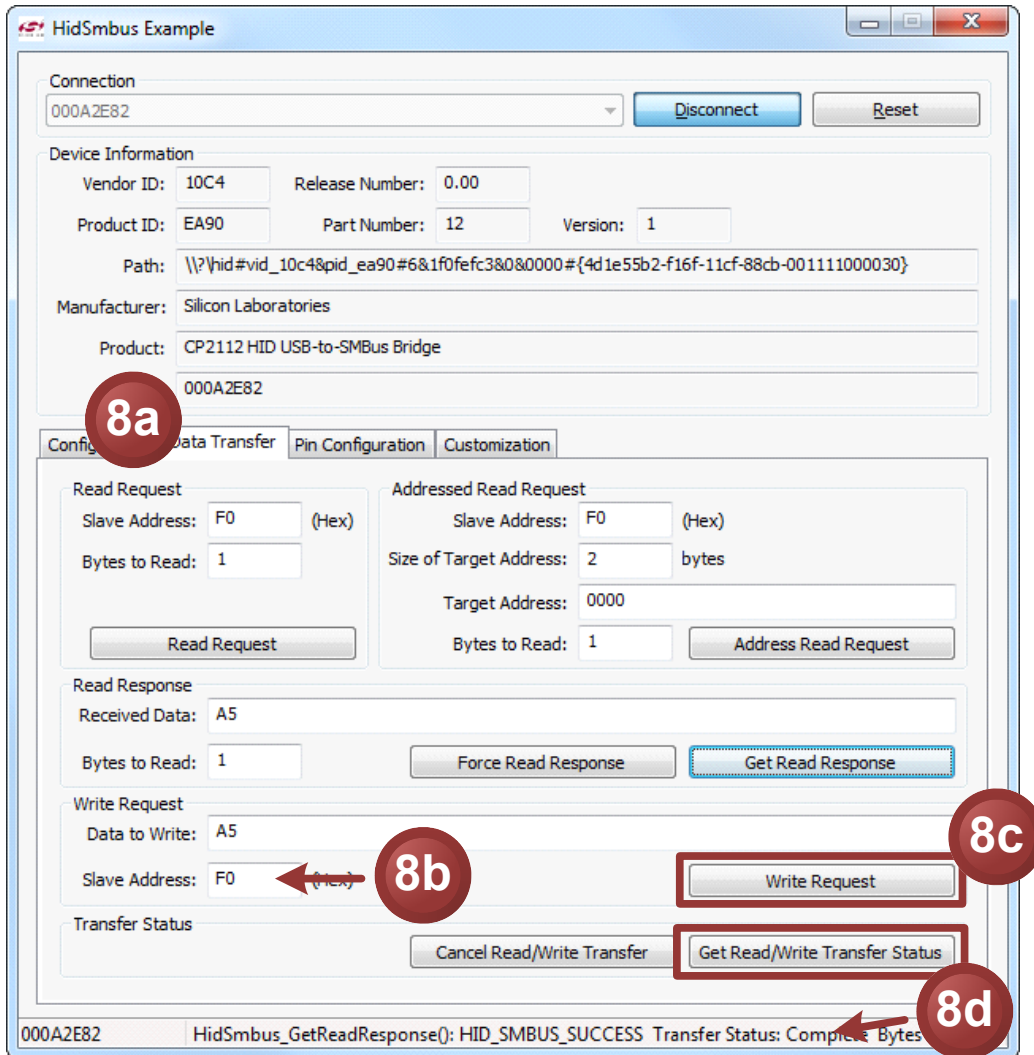 HidSmbus Example
Connection
000A2E82 Disconnect Reset
Device Information
Vendor ID: 10C4 Release Number: 0.00
Product ID: EA90 Part Number: 12 Version: 1
Path: \\?\hid#vid_10c4&pid_ea90#6&1f0fefc3&0&0000#{4d1e55b2-f16f-11cf-88cb-001111000030}
Manufacturer: Silicon Laboratories
Product: CP2112 HID USB-to-SMBus Bridge
000A2E82
8a
Data Transfer Pin Configuration Customization
Read Request Addressed Read Request
Slave Address: F0 (Hex) Slave Address: F0 (Hex)
Bytes to Read: 1 Size of Target Address: 2 bytes
Target Address: 0000
Read Request Bytes to Read: 1 Address Read Request
Read Response
Received Data: A5
Bytes to Read: 1 Force Read Response Get Read Response
Write Request
Data to Write: A5
8c
Slave Address: F0 (Hex) 8b Write Request
Transfer Status
Cancel Read/Write Transfer Get Read/Write Transfer Status
8d
000A2E82 HidSmbus_GetReadResponse(): HID_SMBUS_SUCCESS Transfer Status: Complete Bytes